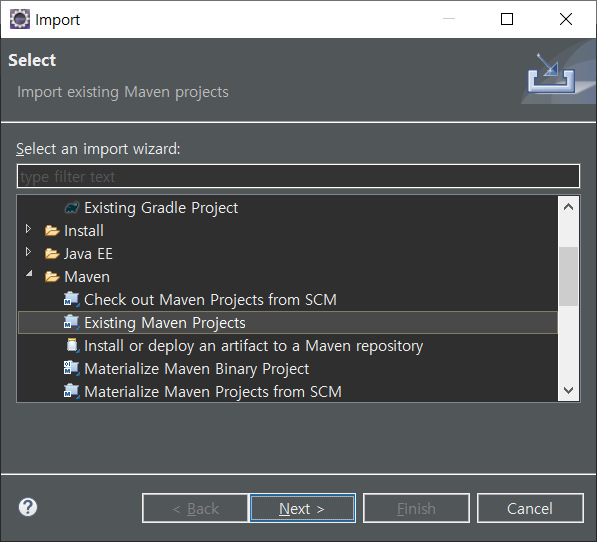 Import
Select
Import existing Maven projects
Select an import wizard:
type filter text
Existing Gradle Project
Install
Java EE
Maven
Check out Maven Projects from SCM
Existing Maven Projects
Install or deploy an artifact to a Maven repository
Materialize Maven Binary Project
Materialize Maven Projects from SCM
? < Back Next > Finish Cancel